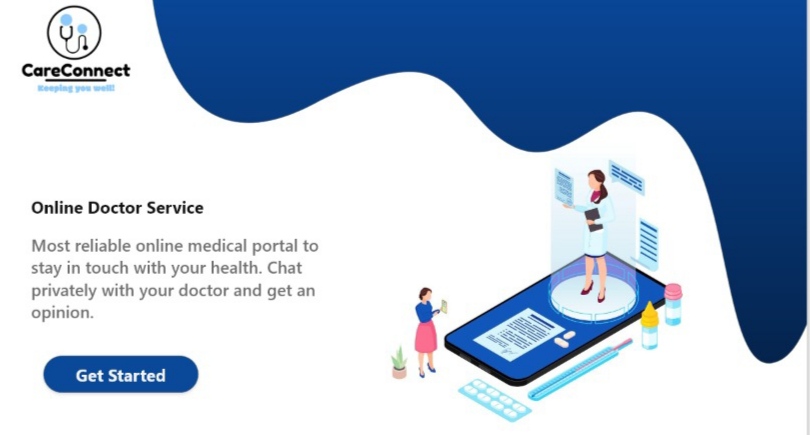 CareConnect
Keeping you well!
Online Doctor Service
Most reliable online medical portal to
stay in touch with your health. Chat
privately with your doctor and get an
opinion.
Get Started